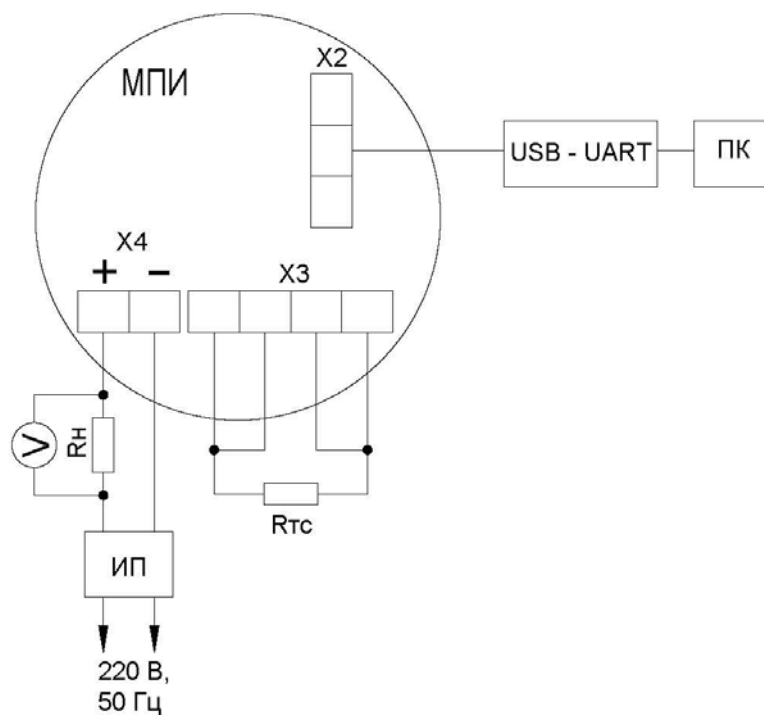 X2
МПИ
USB - UART
ПК
X4
+ −
X3
V
Rн
Rтс
ИП
220 В,
50 Гц